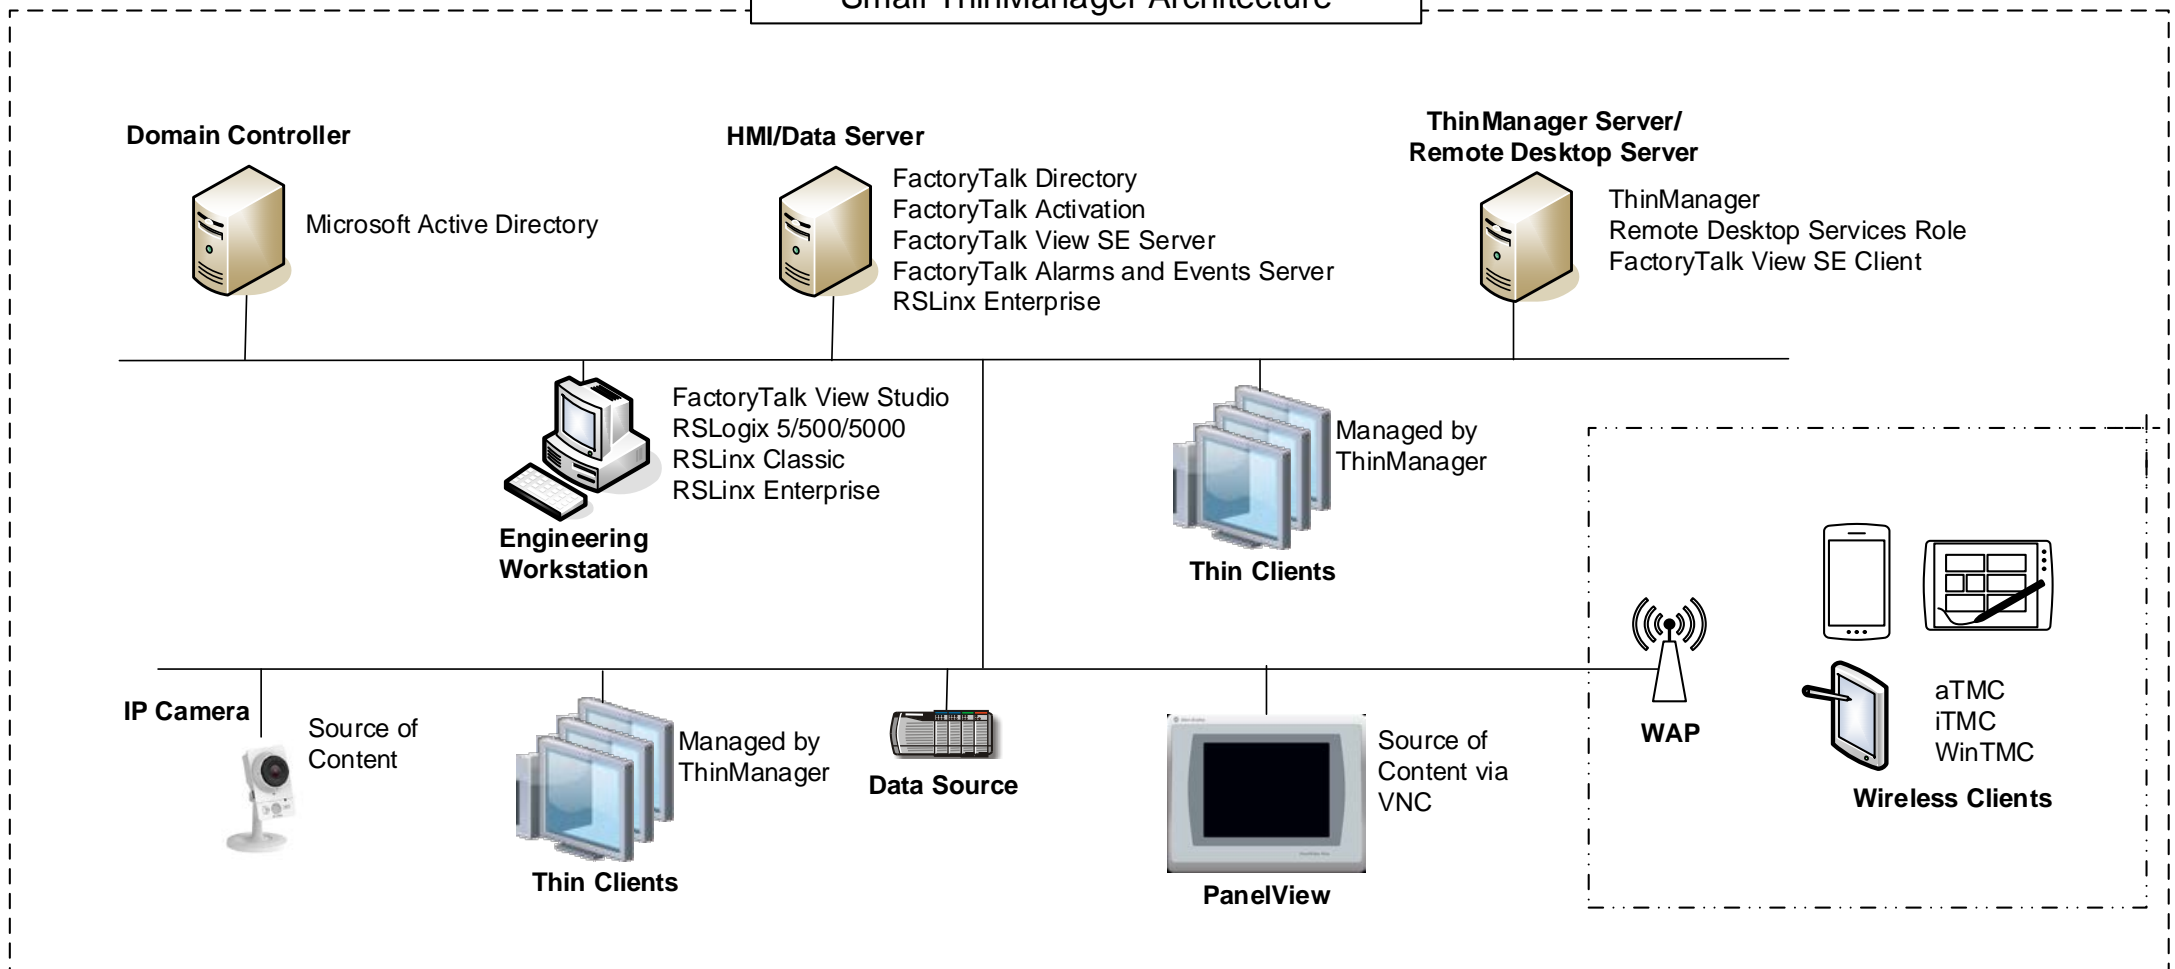 Small ThinManager Architecture
Domain Controller
Microsoft Active Directory
HMI/Data Server
FactoryTalk Directory
FactoryTalk Activation
FactoryTalk View SE Server
FactoryTalk Alarms and Events Server
RSLinx Enterprise
ThinManager Server/
Remote Desktop Server
ThinManager
Remote Desktop Services Role
FactoryTalk View SE Client
FactoryTalk View Studio
RSLogix 5/500/5000
RSLinx Classic
RSLinx Enterprise
Engineering
Workstation
Managed by
ThinManager
Thin Clients
IP Camera
Source of
Content
Managed by
ThinManager
Thin Clients
Data Source
Source of
Content via
VNC
PanelView
WAP
aTMC
iTMC
WinTMC
Wireless Clients